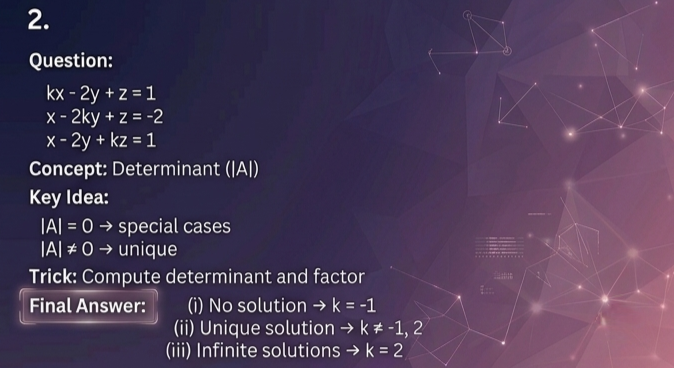 2.
Question:
kx - 2y + z = 1
x - 2ky + z = -2
x - 2y + kz = 1
Concept: Determinant (|A|)
Key Idea:
|A| = 0 → special cases
|A| ≠ 0 → unique
Trick: Compute determinant and factor
Final Answer: (i) No solution → k = -1
(ii) Unique solution → k ≠ -1, 2
(iii) Infinite solutions → k = 2